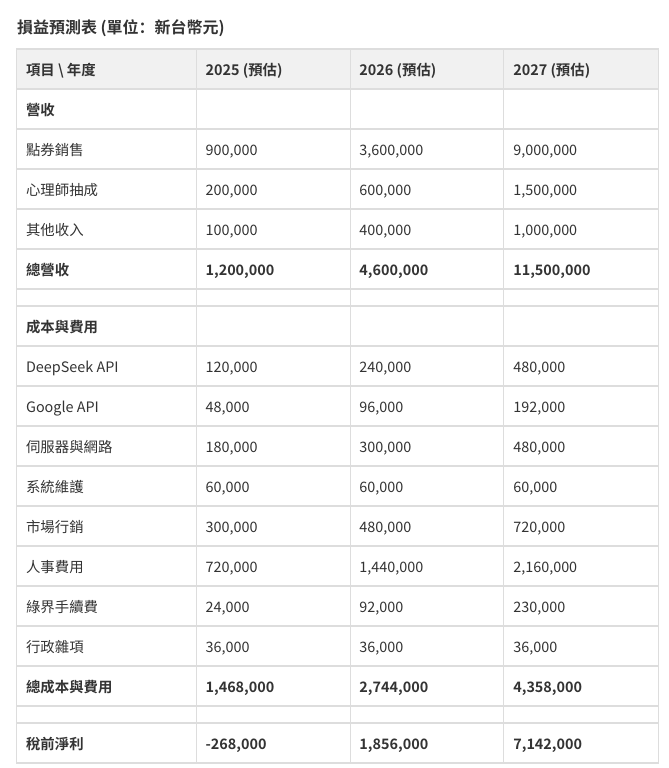 損益預測表 (單位：新台幣元)
項目 \ 年度 2025 (預估) 2026 (預估) 2027 (預估)
營收
點券銷售 900,000 3,600,000 9,000,000
心理師抽成 200,000 600,000 1,500,000
其他收入 100,000 400,000 1,000,000
總營收 1,200,000 4,600,000 11,500,000
成本與費用
DeepSeek API 120,000 240,000 480,000
Google API 48,000 96,000 192,000
伺服器與網路 180,000 300,000 480,000
系統維護 60,000 60,000 60,000
市場行銷 300,000 480,000 720,000
人事費用 720,000 1,440,000 2,160,000
綠界手續費 24,000 92,000 230,000
行政雜項 36,000 36,000 36,000
總成本與費用 1,468,000 2,744,000 4,358,000
稅前淨利 -268,000 1,856,000 7,142,000